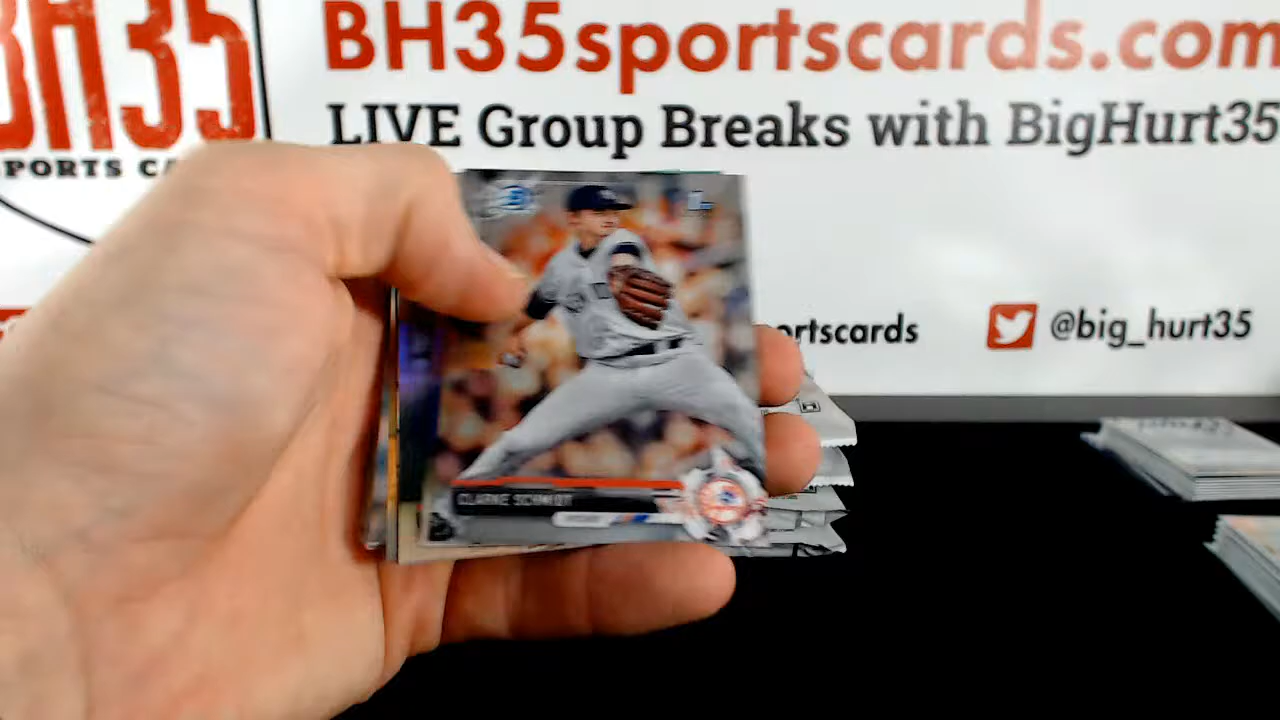 BH35
SPORTS CA
BH35sportscards.com
LIVE Group Breaks with BigHurt35
ortscards
@big_hurt35
CLARKE SCHMIDT